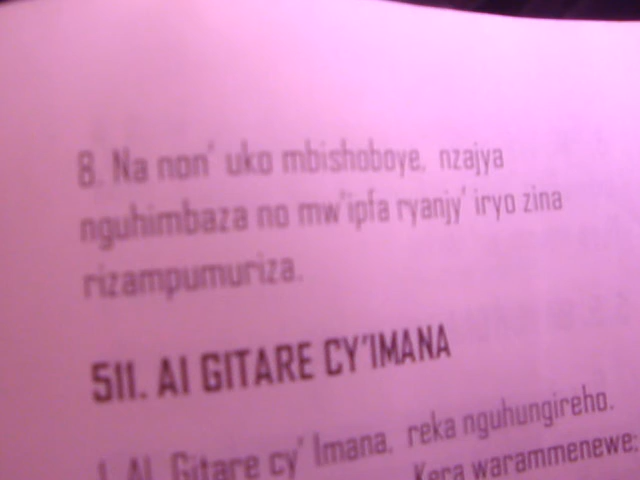 8. Na non' uko mbishoboye, nzajya
nguhimbaza no mw'ipfa ryanjy' iryo zina
rizampumuriza.
511. AI GITARE CY'IMANA
1. AI, Gitare cy' Imana, reka nguhungireho.
Kera warammenewe;